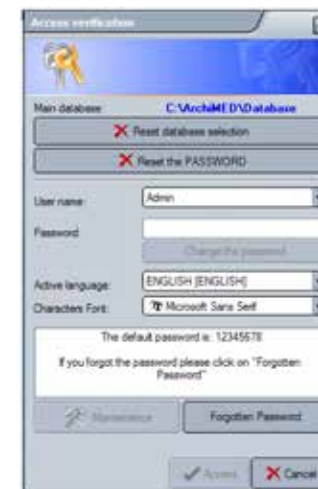 Access verification
Main database: C:\ArchiMED\Database
Reset database selection
Reset the PASSWORD
User name: Admin
Password:
Change the password
Active language: ENGLISH [ENGLISH]
Characters Font: Microsoft Sans Serif
The default password is: 12345678
If you forgot the password please click on "Forgotten
Password"
Maintenance Forgotten Password
Access Cancel